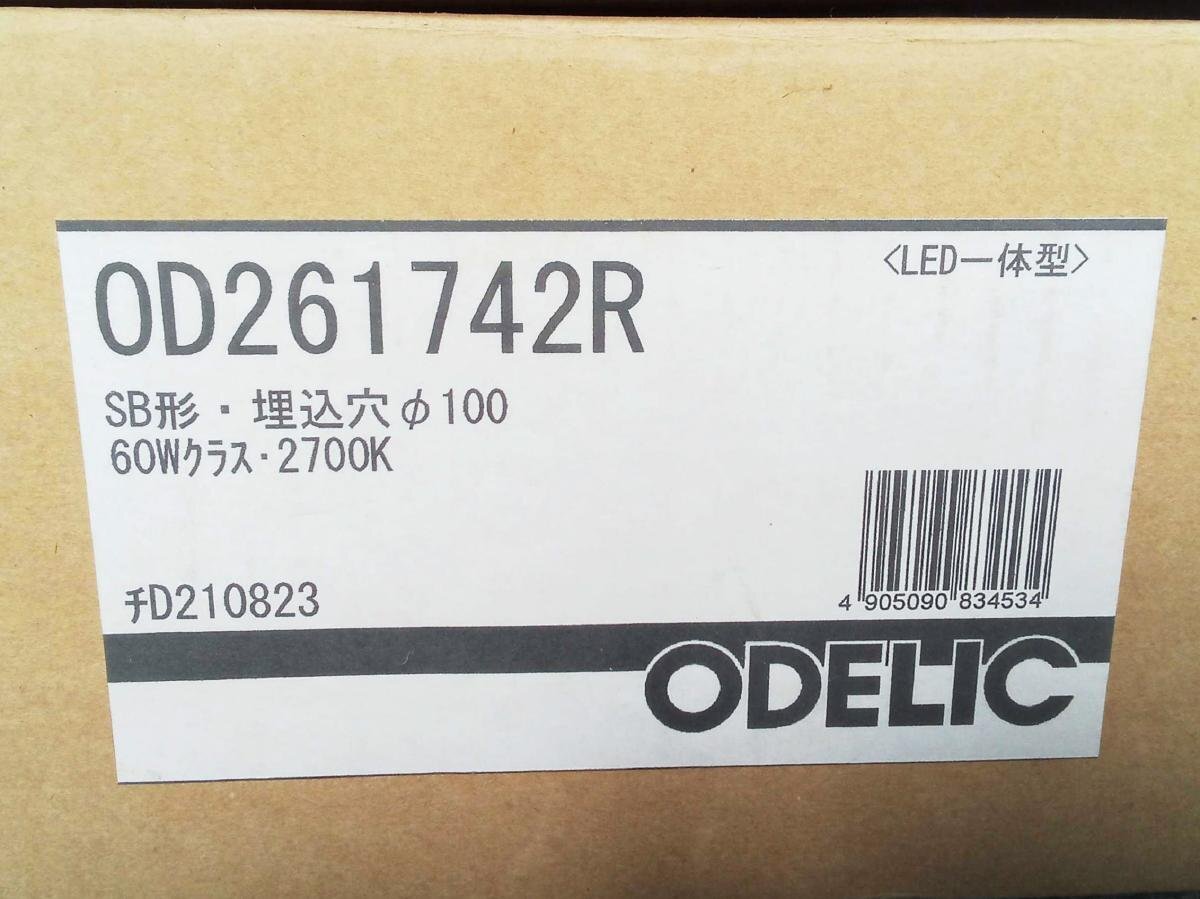 OD261742R
〈LED一体型〉
SB形・埋込穴φ100
60Wクラス・2700K
チD210823
4 905090 834534
ODELIC